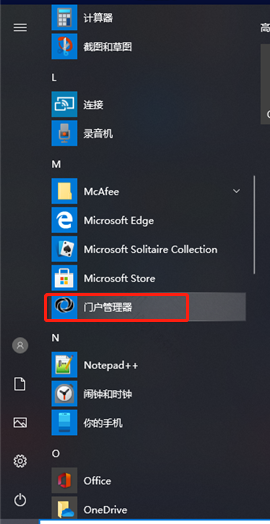 高
计算器
截图和草图
L
连接
录音机
M
McAfee
Microsoft Edge
Microsoft Solitaire Collection
Microsoft Store
门户管理器
N
Notepad++
闹钟和时钟
你的手机
O
Office
OneDrive